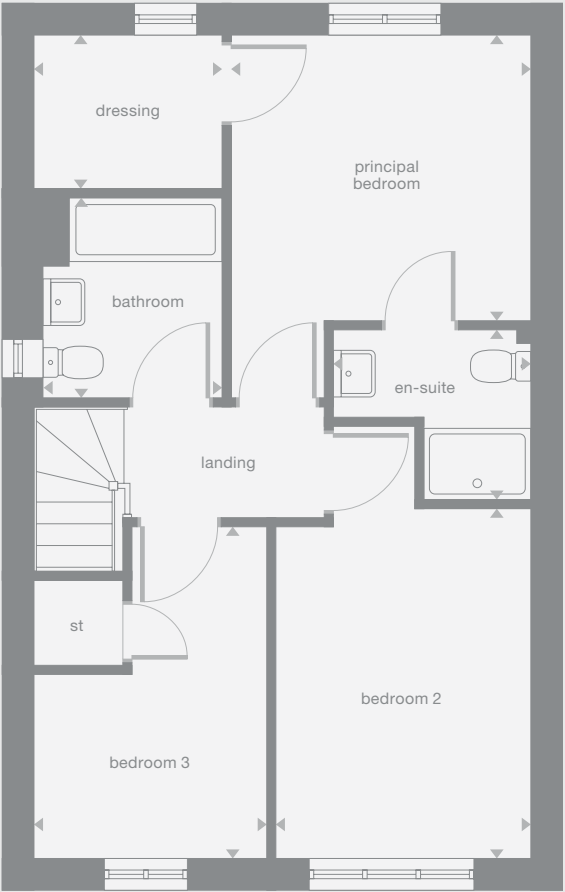 dressing
principal
bedroom
bathroom
en-suite
landing
st
bedroom 2
bedroom 3